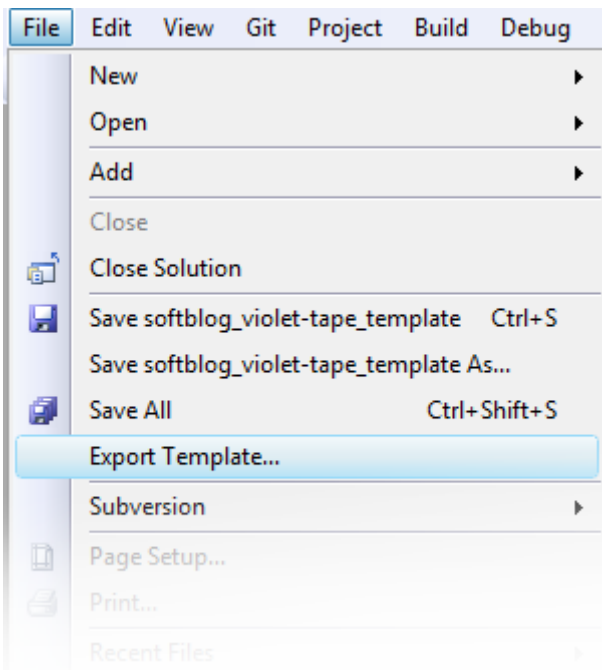 File Edit View Git Project Build Debug
New
Open
Add
Close
Close Solution
Save softblog_violet-tape_template Ctrl+S
Save softblog_violet-tape_template As...
Save All Ctrl+Shift+S
Export Template...
Subversion
Page Setup...
Print...
Recent Files